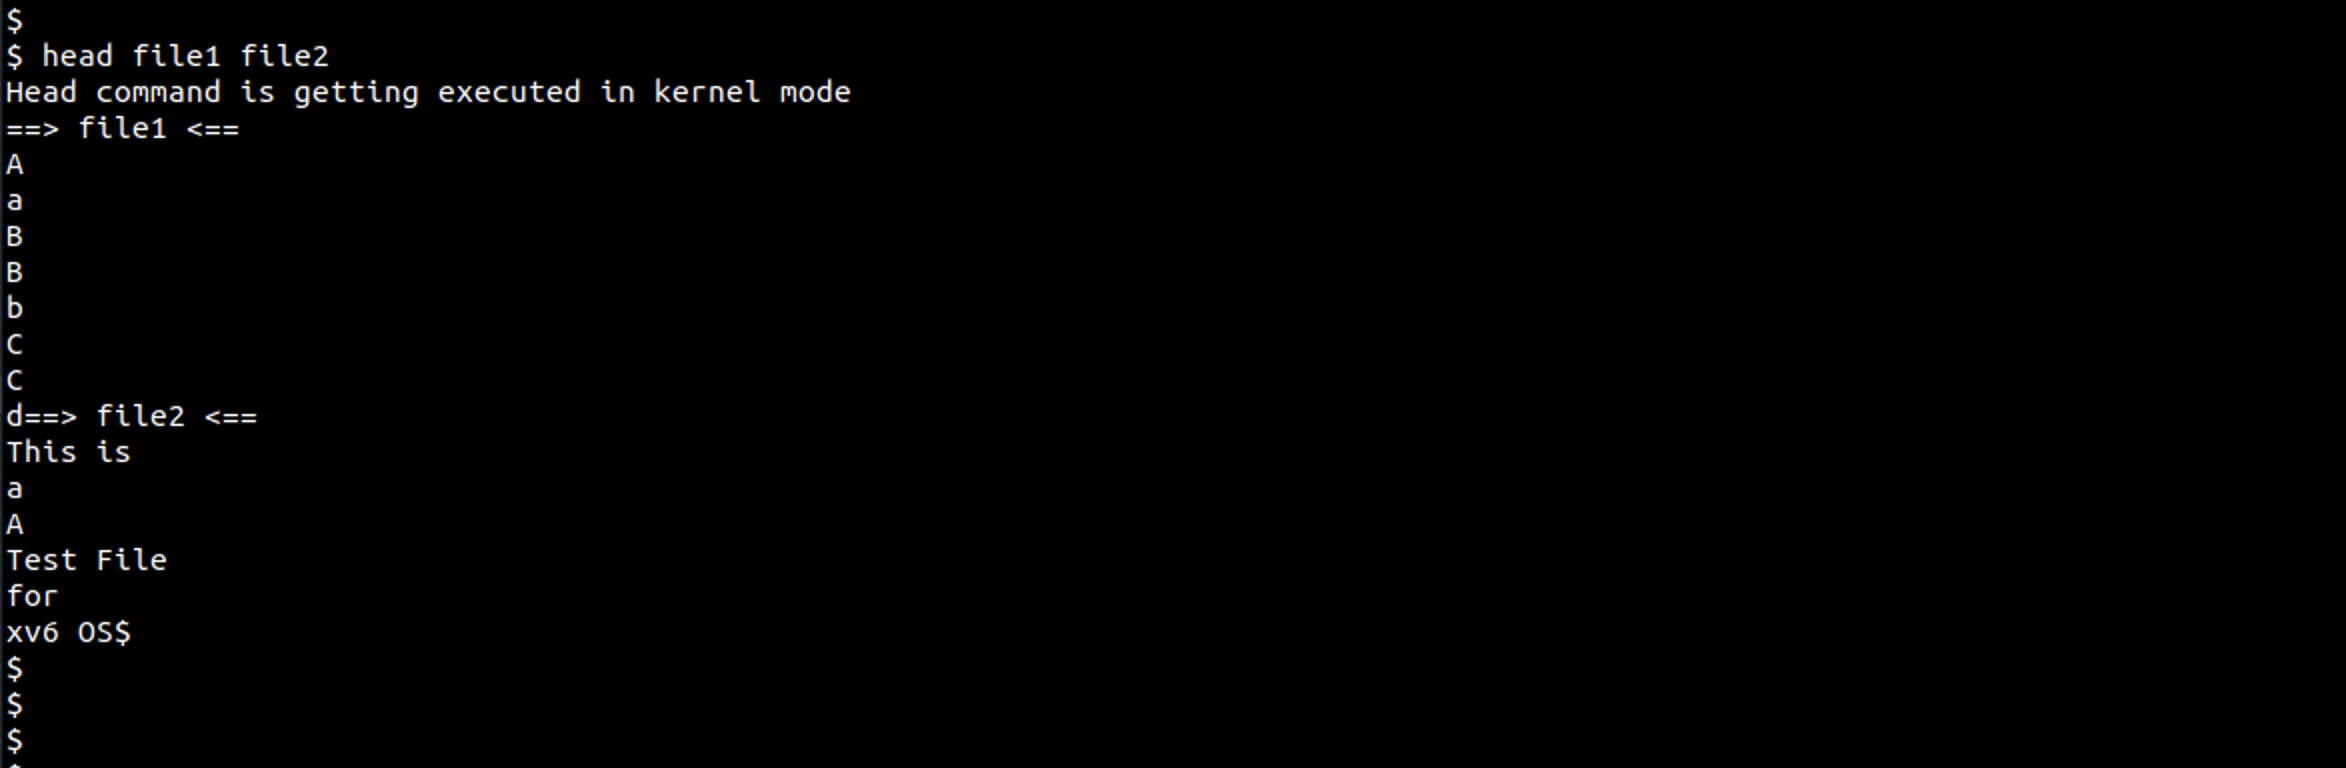 $
$ head file1 file2
Head command is getting executed in kernel mode
==> file1 <==
A
a
B
B
b
C
C
d==> file2 <==
This is
a
A
Test File
for
xv6 OS$
$
$
$